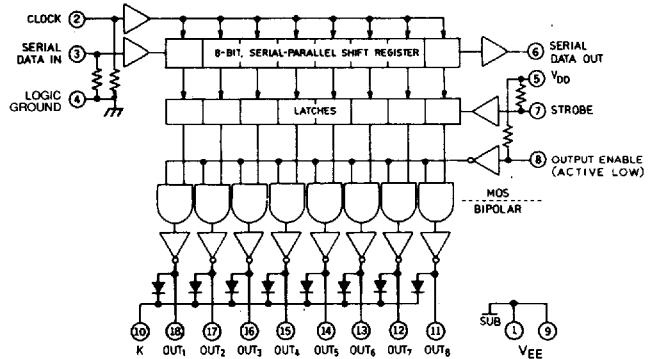 CLOCK 2
SERIAL DATA IN 3
8-BIT, SERIAL-PARALLEL SHIFT REGISTER
6 SERIAL DATA OUT
5 VDD
LOGIC GROUND 4
LATCHES
7 STROBE
8 OUTPUT ENABLE
(ACTIVE LOW)
MOS
BIPOLAR
SUB
10 18 17 16 15 14 13 12 11 1 9
K OUT1 OUT2 OUT3 OUT4 OUT5 OUT6 OUT7 OUT8 VEE